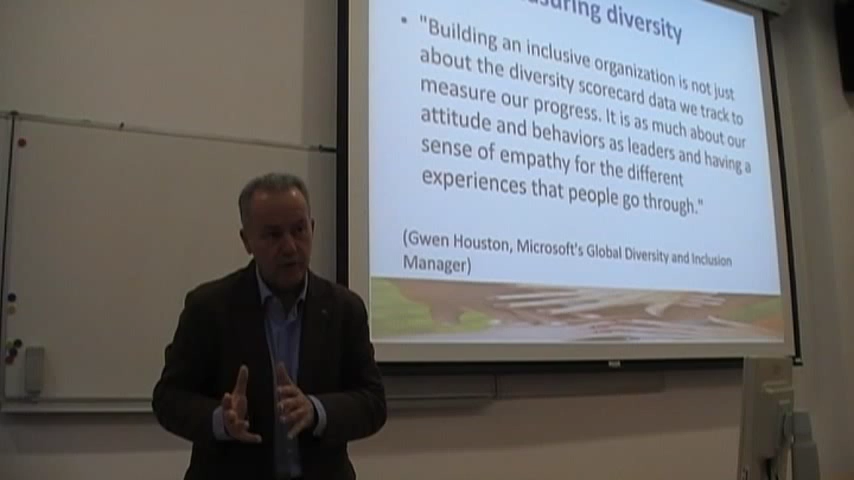 diversity
• "Building an inclusive organization is not just
about the diversity scorecard data we track to
measure our progress. It is as much about our
attitude and behaviors as leaders and having a
sense of empathy for the different
experiences that people go through."
(Gwen Houston, Microsoft's Global Diversity and Inclusion
Manager)